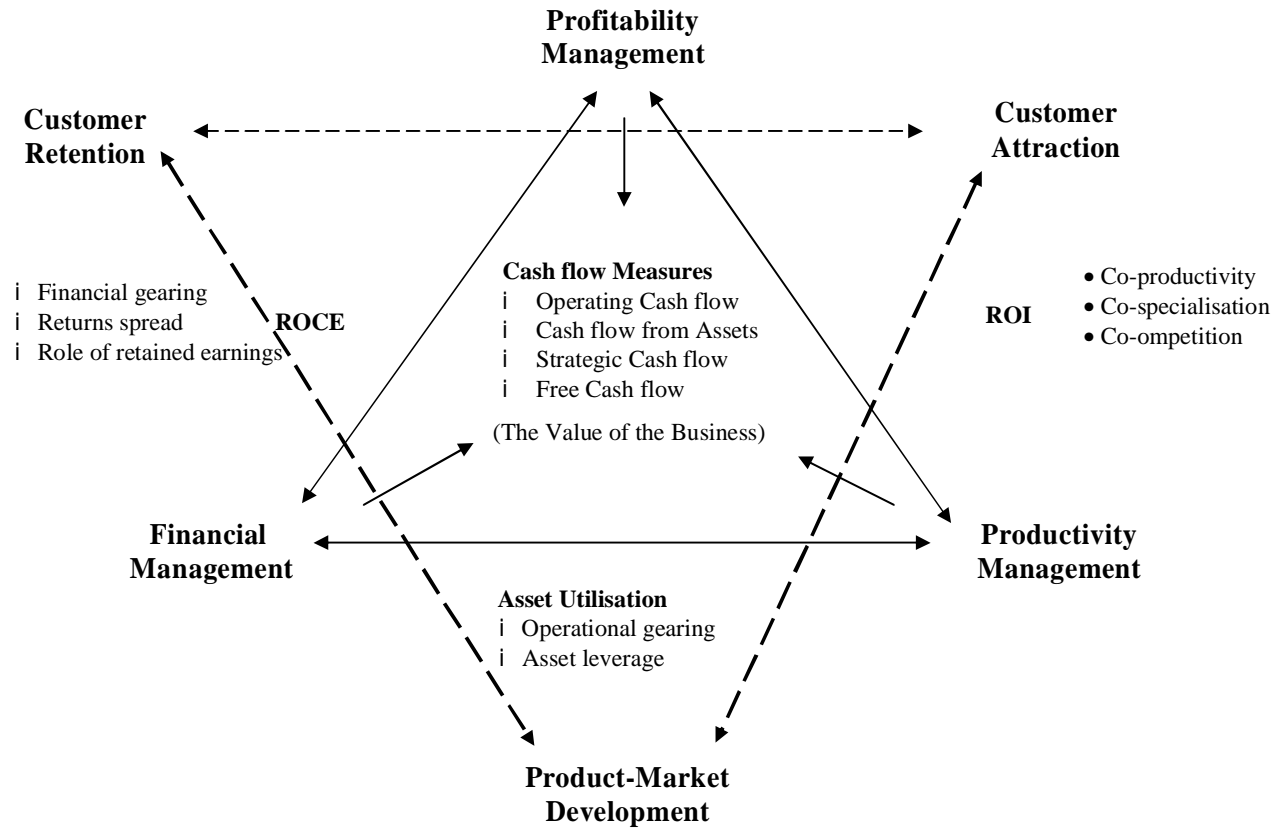 Profitability
Management
Customer
Retention
Customer
Attraction
Cash flow Measures
i Operating Cash flow
i Cash flow from Assets
i Strategic Cash flow
i Free Cash flow
(The Value of the Business)
i Financial gearing
i Returns spread
i Role of retained earnings
ROCE
ROI
• Co-productivity
• Co-specialisation
• Co-ompetition
Financial
Management
Productivity
Management
Asset Utilisation
i Operational gearing
i Asset leverage
Product-Market
Development